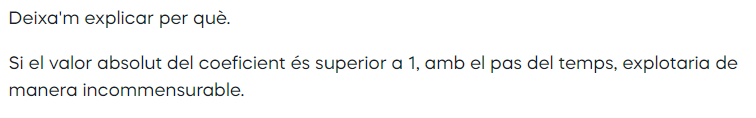 Deixa'm explicar per què.
Si el valor absolut del coeficient és superior a 1, amb el pas del temps, explotaria de
manera incommensurable.